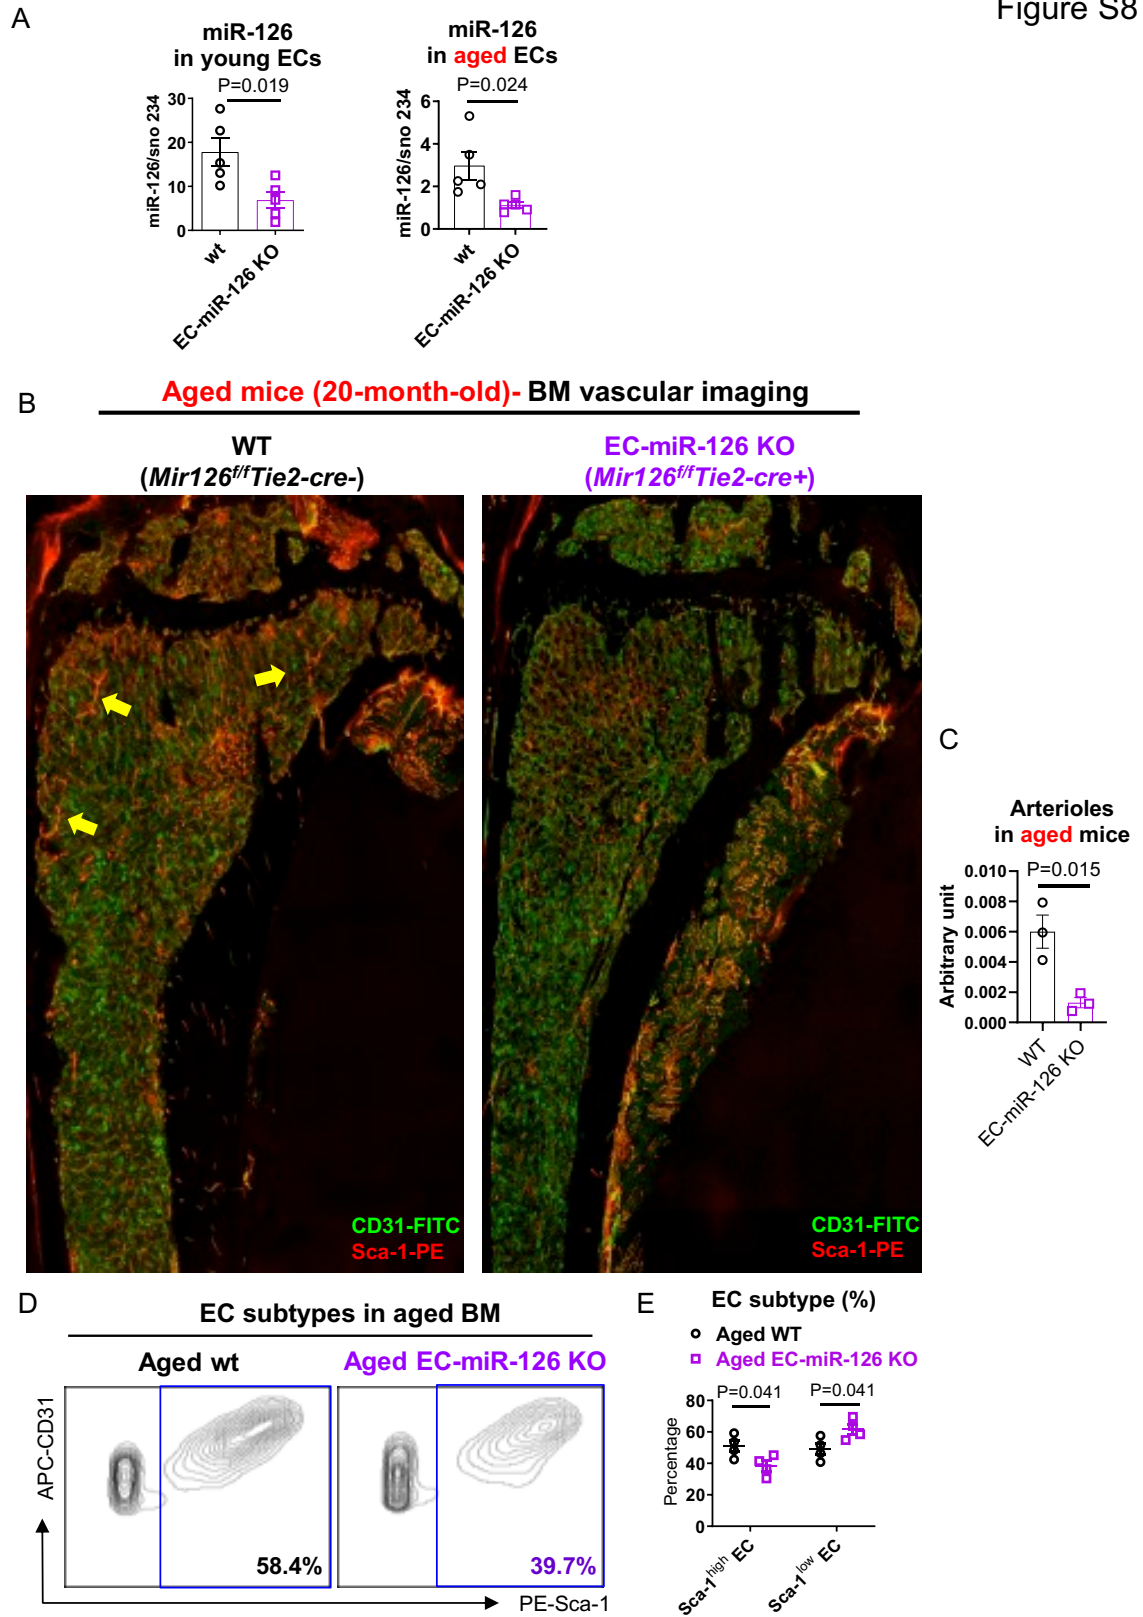 Figure S8
A
miR-126
in young ECs
P=0.019
miR-126/sno 234
30
20
10
0
wt
EC-miR-126 KO
miR-126
in aged ECs
P=0.024
miR-126/sno 234
6
4
2
0
wt
EC-miR-126 KO
B
Aged mice (20-month-old)- BM vascular imaging
WT
(Mir126f/fTie2-cre-)
EC-miR-126 KO
(Mir126f/fTie2-cre+)
CD31-FITC
Sca-1-PE
CD31-FITC
Sca-1-PE
C
Arterioles
in aged mice
P=0.015
Arbitrary unit
0.010
0.008
0.006
0.004
0.002
0.000
WT
EC-miR-126 KO
D
EC subtypes in aged BM
Aged wt
Aged EC-miR-126 KO
APC-CD31
58.4%
39.7%
PE-Sca-1
E
EC subtype (%)
Aged WT
Aged EC-miR-126 KO
P=0.041
P=0.041
Percentage
80
60
40
20
0
Sca-1high EC
Sca-1low EC